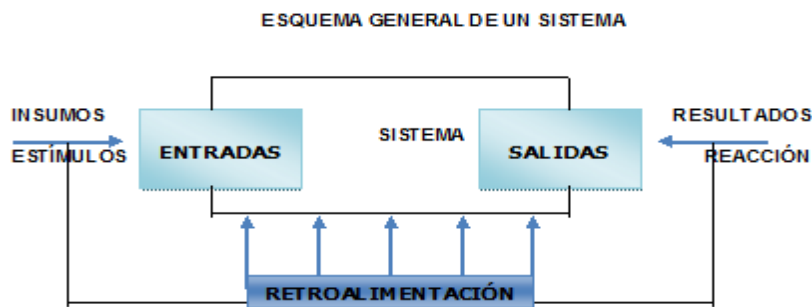 ESQUEMA GENERAL DE UN SISTEMA
INSUMOS
ESTÍMULOS
ENTRADAS
SISTEMA
SALIDAS
RESULTADOS
REACCIÓN
RETROALIMENTACIÓN